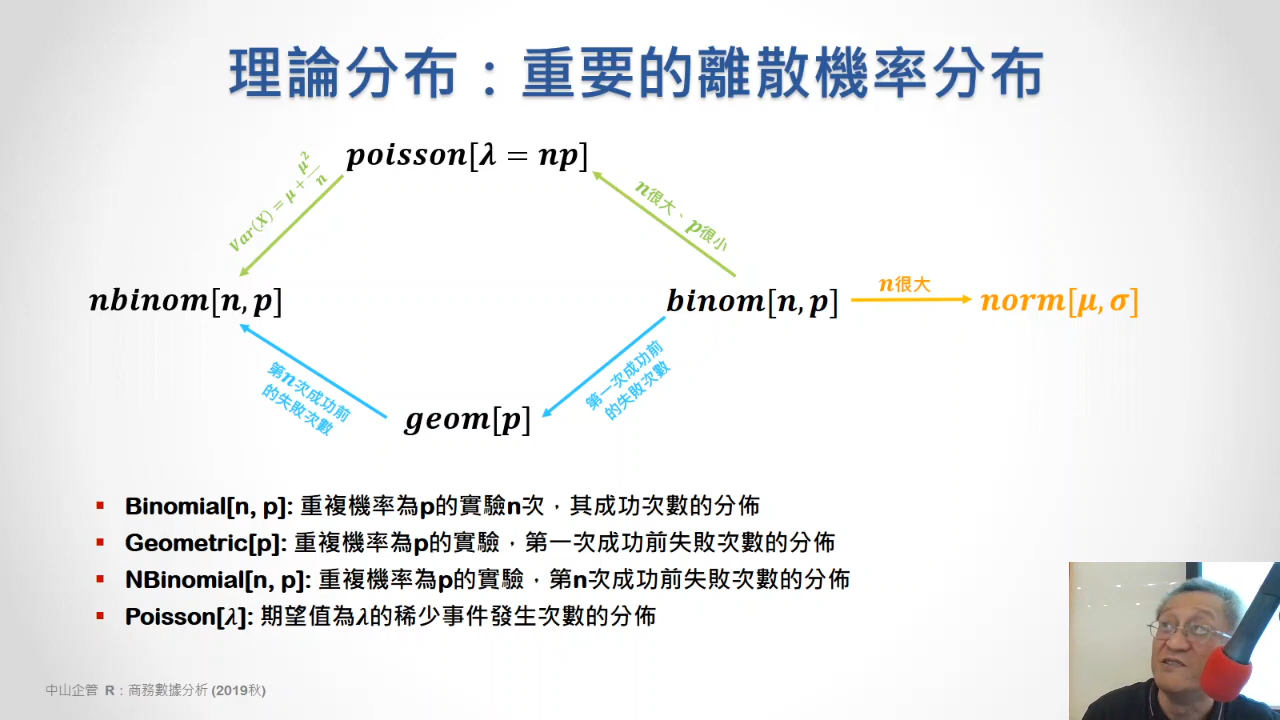 理論分布：重要的離散機率分布
poisson[λ = np]
Var(X) = μ + μ²/n
n很大、p很小
nbinom[n, p]
binom[n, p]
n很大
norm[μ, σ]
第n次成功前
的失敗次數
第一次成功前
的失敗次數
geom[p]
▪ Binomial[n, p]: 重複機率為p的實驗n次，其成功次數的分佈
▪ Geometric[p]: 重複機率為p的實驗，第一次成功前失敗次數的分佈
▪ NBinomial[n, p]: 重複機率為p的實驗，第n次成功前失敗次數的分佈
▪ Poisson[λ]: 期望值為λ的稀少事件發生次數的分佈
中山企管 R：商務數據分析 (2019秋)